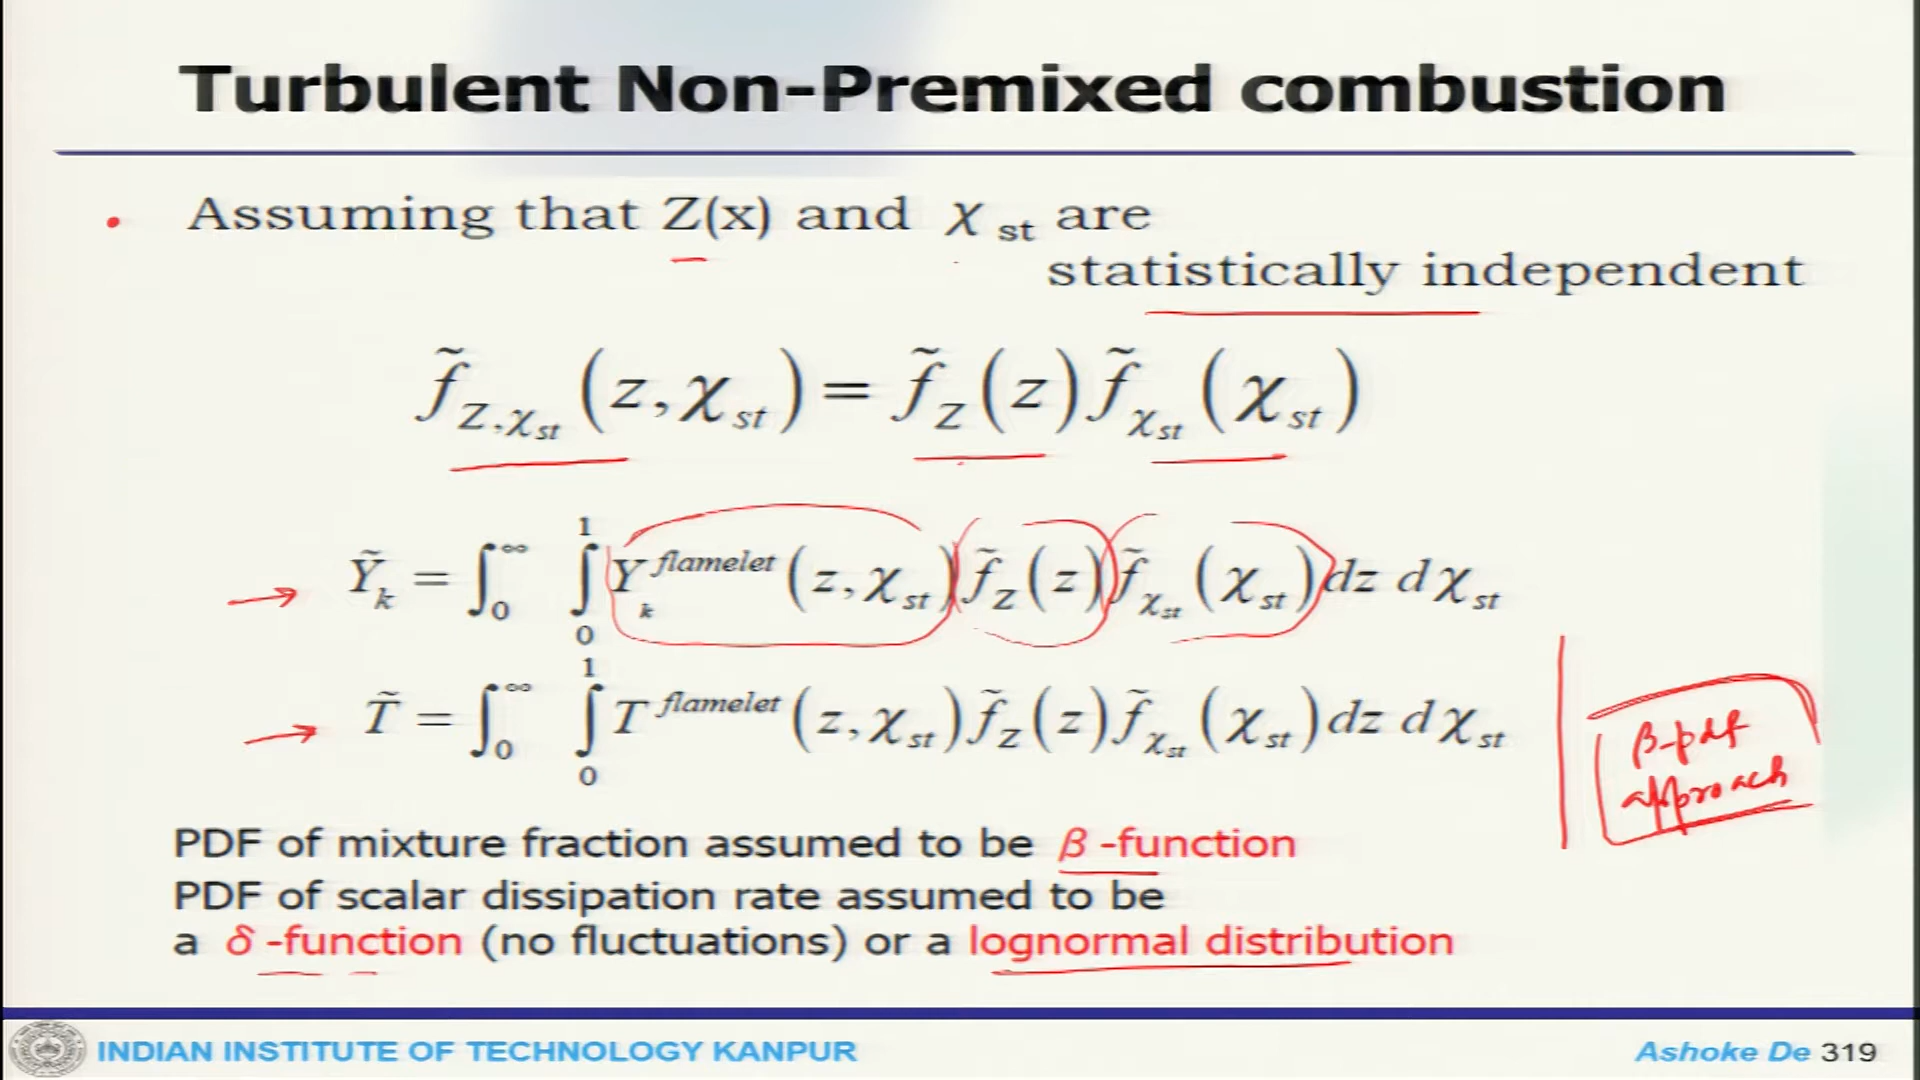 Turbulent Non-Premixed combustion
• Assuming that Z(x) and χ st are
statistically independent
f̃_{Z,χ_st} (z, χ_st) = f̃_Z (z) f̃_{χ_st} (χ_st)
Ỹ_k = ∫_0^∞ ∫_0^1 Y_k^{flamelet} (z, χ_st) f̃_Z (z) f̃_{χ_st} (χ_st) dz dχ_st
T̃ = ∫_0^∞ ∫_0^1 T^{flamelet} (z, χ_st) f̃_Z (z) f̃_{χ_st} (χ_st) dz dχ_st
β-pdf
approach
PDF of mixture fraction assumed to be β -function
PDF of scalar dissipation rate assumed to be
a δ -function (no fluctuations) or a lognormal distribution
INDIAN INSTITUTE OF TECHNOLOGY KANPUR
Ashoke De 319